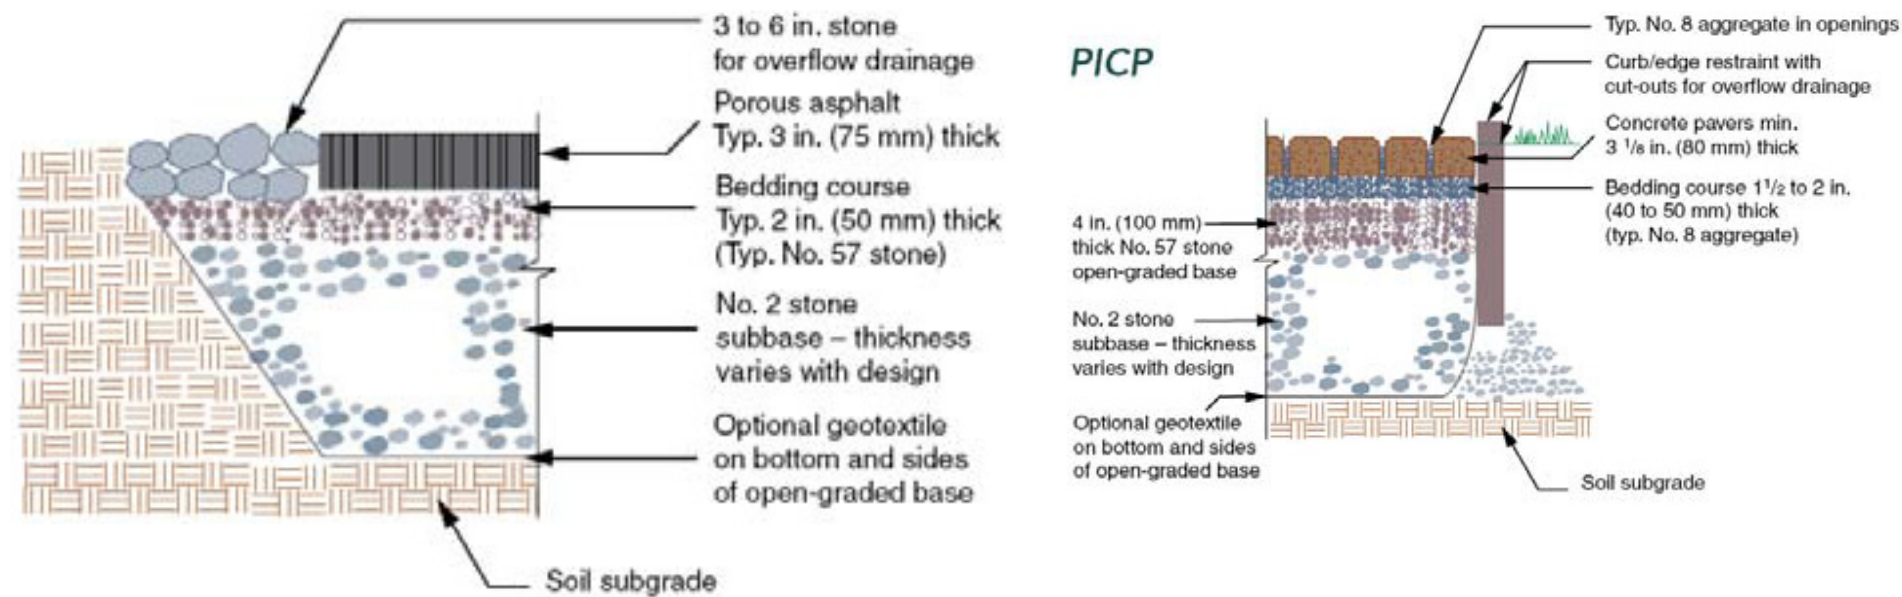 3 to 6 in. stone
for overflow drainage
Porous asphalt
Typ. 3 in. (75 mm) thick
Bedding course
Typ. 2 in. (50 mm) thick
(Typ. No. 57 stone)
No. 2 stone
subbase – thickness
varies with design
Optional geotextile
on bottom and sides
of open-graded base
Soil subgrade
PICP
Typ. No. 8 aggregate in openings
Curb/edge restraint with
cut-outs for overflow drainage
Concrete pavers min.
3 1/8 in. (80 mm) thick
Bedding course 1 1/2 to 2 in.
(40 to 50 mm) thick
(typ. No. 8 aggregate)
4 in. (100 mm)
thick No. 57 stone
open-graded base
No. 2 stone
subbase – thickness
varies with design
Optional geotextile
on bottom and sides
of open-graded base
Soil subgrade